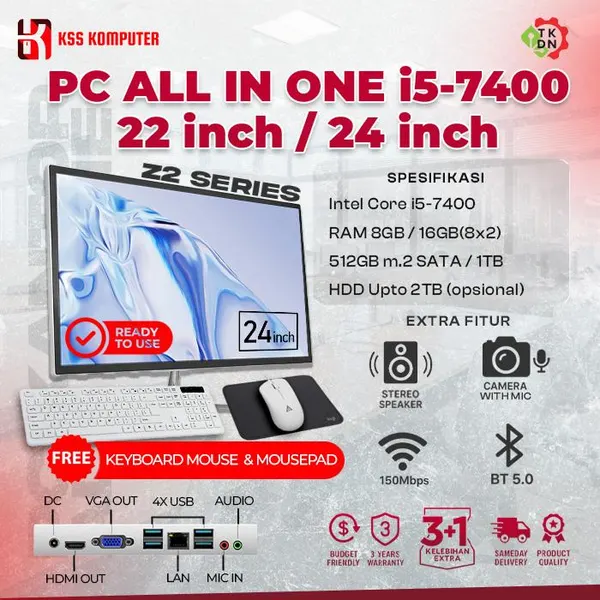 KSS KOMPUTER
TK
DN
PC ALL IN ONE i5-7400
22 inch / 24 inch
Z2 SERIES
SPESIFIKASI
Intel Core i5-7400
RAM 8GB / 16GB(8x2)
512GB m.2 SATA / 1TB
HDD Upto 2TB (opsional)
READY
TO USE
24inch
EXTRA FITUR
STEREO
SPEAKER
CAMERA
WITH MIC
150Mbps
BT 5.0
FREE
KEYBOARD MOUSE & MOUSEPAD
DC
VGA OUT
4X USB
AUDIO
HDMI OUT
LAN
MIC IN
$
BUDGET
FRIENDLY
3
3 YEARS
WARRANTY
3+1
KELEBIHAN
EXTRA
SAMEDAY
DELIVERY
PRODUCT
QUALITY